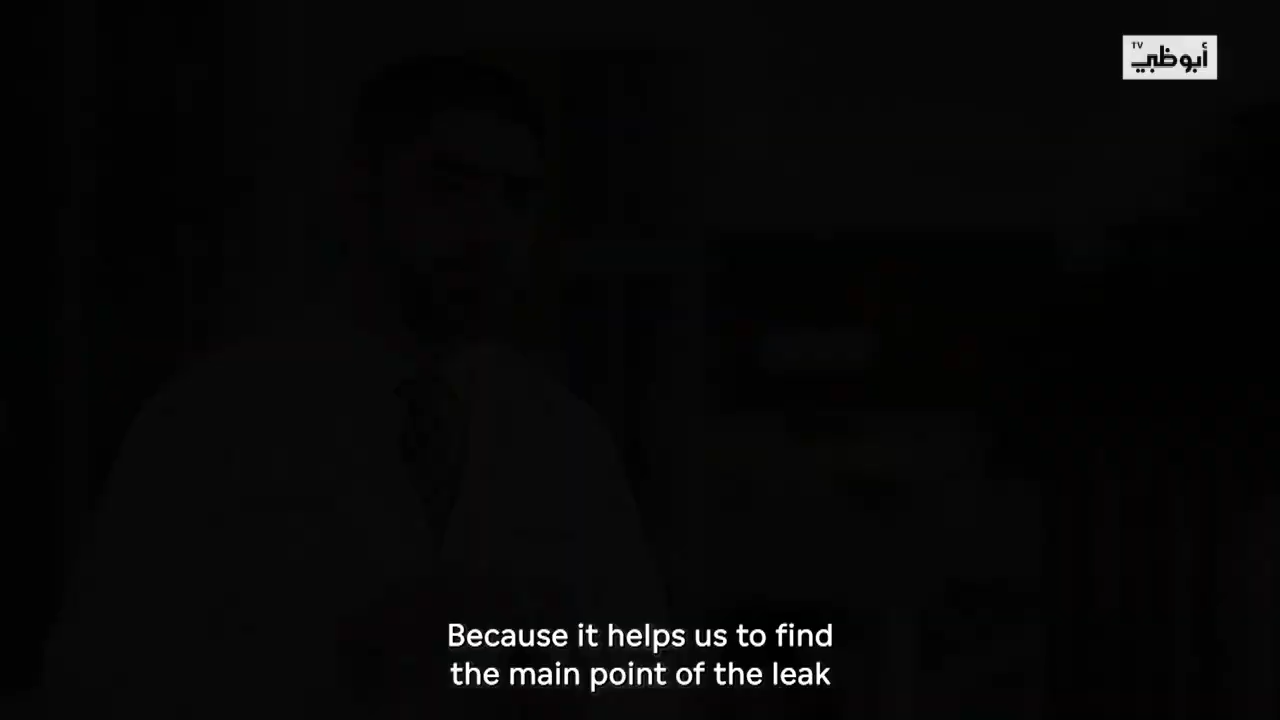 أبوظبي
TV
Because it helps us to find
the main point of the leak